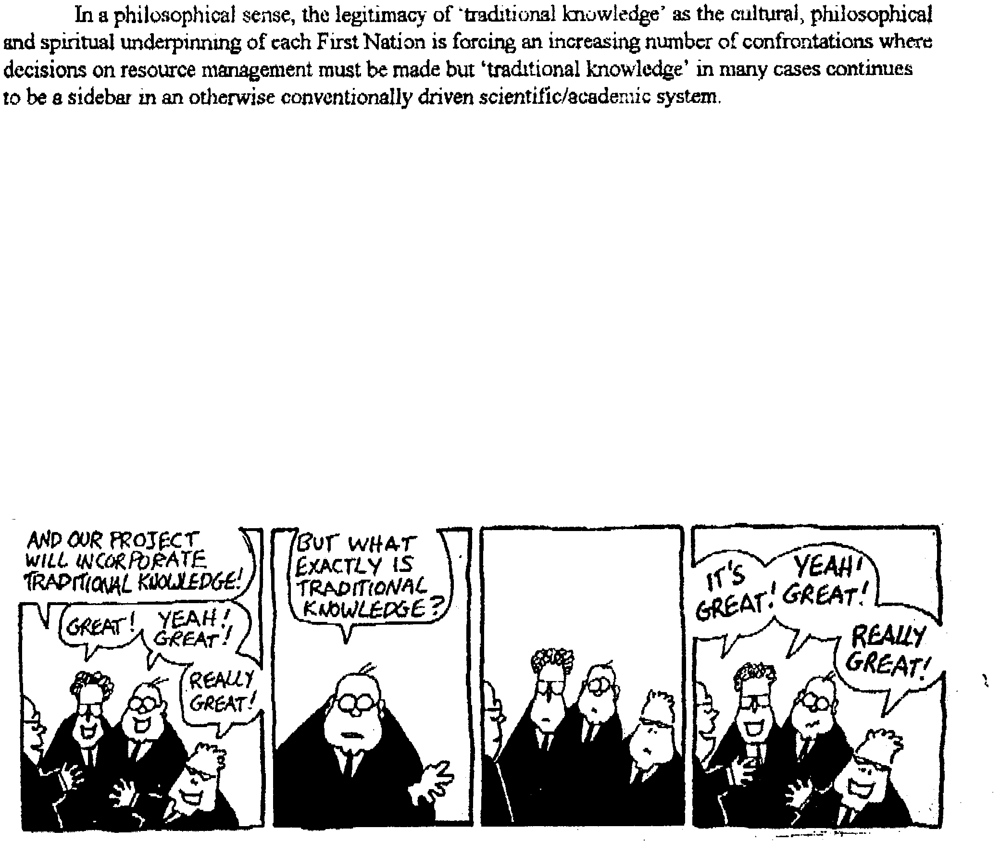 In a philosophical sense, the legitimacy of ‘traditional knowledge’ as the cultural, philosophical
and spiritual underpinning of each First Nation is forcing an increasing number of confrontations where
decisions on resource management must be made but ‘traditional knowledge’ in many cases continues
to be a sidebar in an otherwise conventionally driven scientific/academic system.
AND OUR PROJECT
WILL INCORPORATE
TRADITIONAL KNOWLEDGE!
GREAT!
YEAH!
GREAT!
REALLY
GREAT!
BUT WHAT
EXACTLY IS
TRADITIONAL
KNOWLEDGE?
IT'S
GREAT!
YEAH!
GREAT!
REALLY
GREAT!